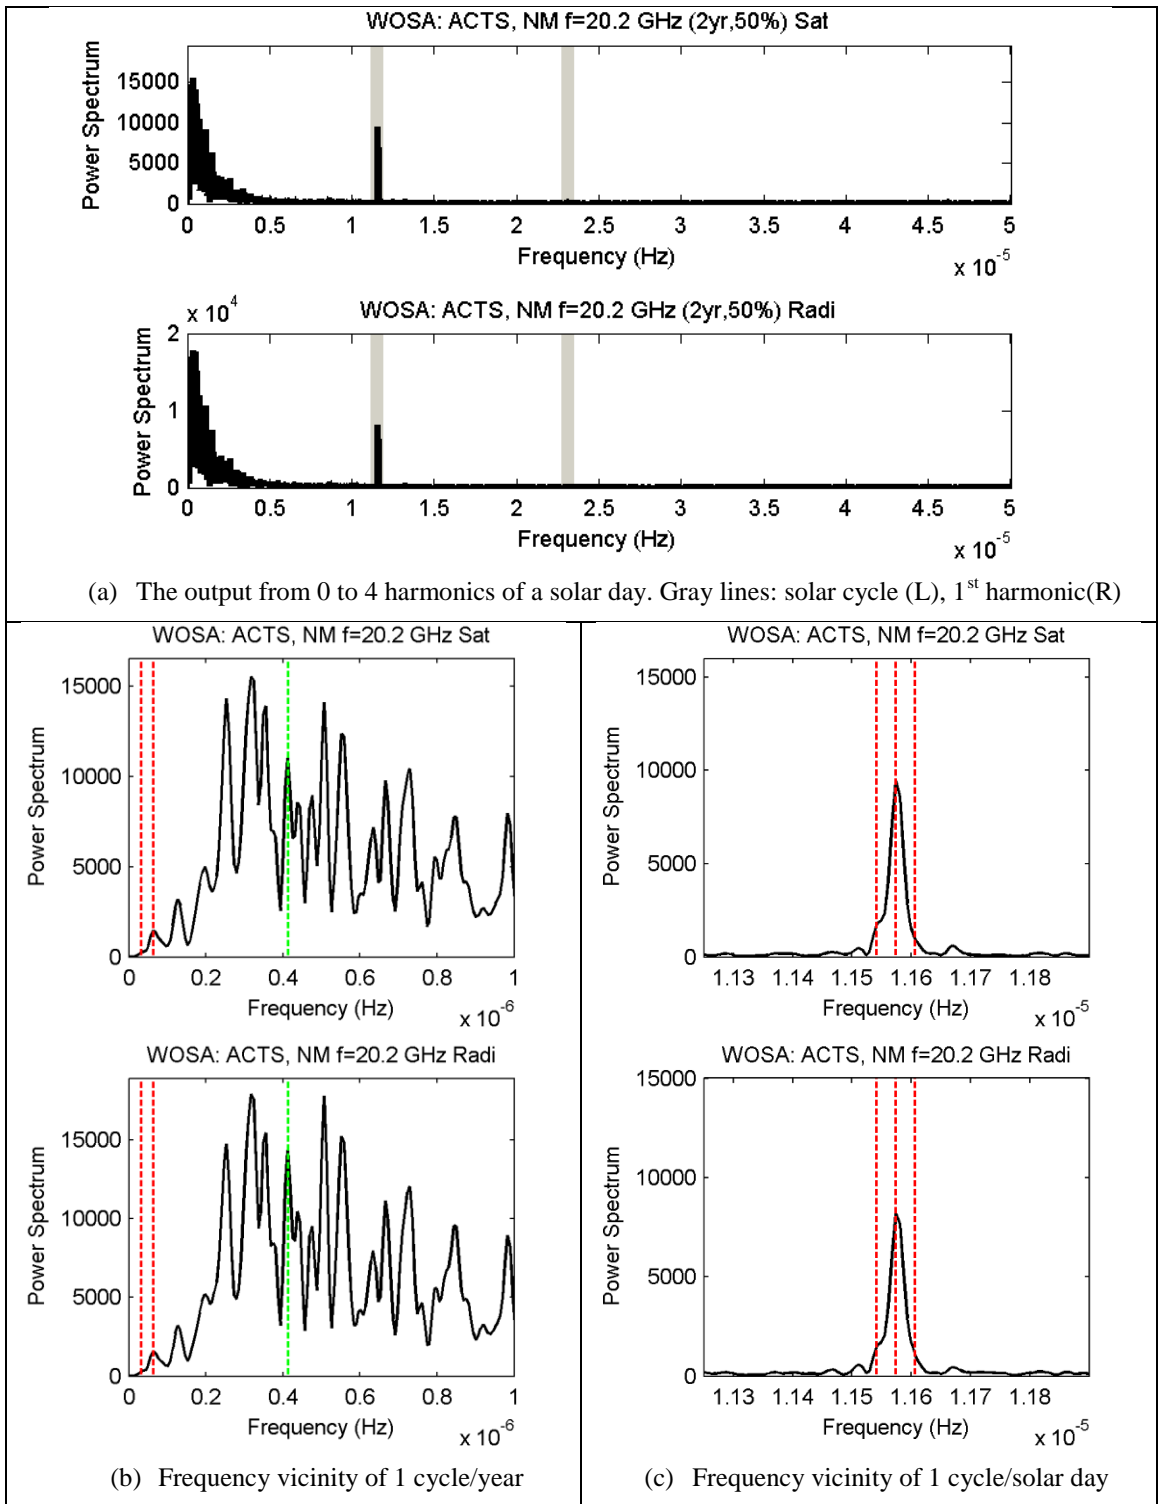 WOSA: ACTS, NM f=20.2 GHz (2yr,50%) Sat
Power Spectrum
15000
10000
5000
0
0 0.5 1 1.5 2 2.5 3 3.5 4 4.5 5
Frequency (Hz)
x 10^-5
WOSA: ACTS, NM f=20.2 GHz (2yr,50%) Radi
x 10^4
Power Spectrum
2
1
0
0 0.5 1 1.5 2 2.5 3 3.5 4 4.5 5
Frequency (Hz)
x 10^-5
(a) The output from 0 to 4 harmonics of a solar day. Gray lines: solar cycle (L), 1st harmonic(R)
WOSA: ACTS, NM f=20.2 GHz Sat
Power Spectrum
15000
10000
5000
0
0 0.2 0.4 0.6 0.8 1
Frequency (Hz)
x 10^-6
WOSA: ACTS, NM f=20.2 GHz Radi
Power Spectrum
15000
10000
5000
0
0 0.2 0.4 0.6 0.8 1
Frequency (Hz)
x 10^-6
(b) Frequency vicinity of 1 cycle/year
WOSA: ACTS, NM f=20.2 GHz Sat
Power Spectrum
15000
10000
5000
0
1.13 1.14 1.15 1.16 1.17 1.18
Frequency (Hz)
x 10^-5
WOSA: ACTS, NM f=20.2 GHz Radi
Power Spectrum
15000
10000
5000
0
1.13 1.14 1.15 1.16 1.17 1.18
Frequency (Hz)
x 10^-5
(c) Frequency vicinity of 1 cycle/solar day